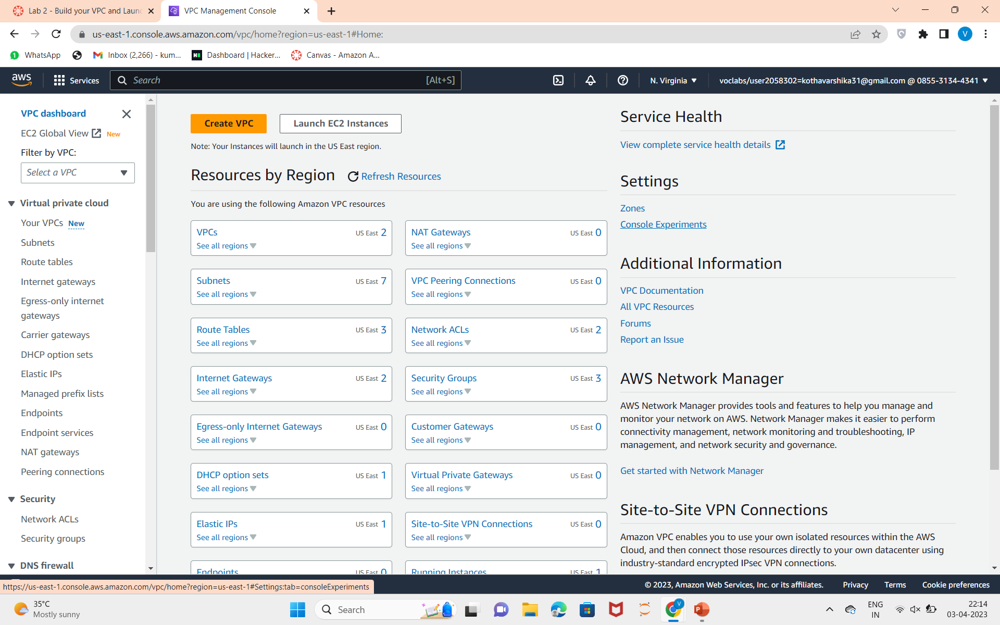 Lab 2 - Build your VPC and Laun
VPC Management Console
us-east-1.console.aws.amazon.com/vpc/home?region=us-east-1#Home:
V
1 WhatsApp
Inbox (2,266) - kum...
Dashboard | Hacker...
Canvas - Amazon A...
aws
Services
Search
[Alt+S]
N. Virginia
voclabs/user2058302=kothavarshika31@gmail.com @ 0855-3134-4341
VPC dashboard
EC2 Global View New
Filter by VPC:
Select a VPC
Virtual private cloud
Your VPCs New
Subnets
Route tables
Internet gateways
Egress-only internet
gateways
Carrier gateways
DHCP option sets
Elastic IPs
Managed prefix lists
Endpoints
Endpoint services
NAT gateways
Peering connections
Security
Network ACLs
Security groups
DNS firewall
Create VPC
Launch EC2 Instances
Note: Your Instances will launch in the US East region.
Resources by Region
Refresh Resources
You are using the following Amazon VPC resources
VPCs US East 2
See all regions
NAT Gateways US East 0
See all regions
Subnets US East 7
See all regions
VPC Peering Connections US East 0
See all regions
Route Tables US East 3
See all regions
Network ACLs US East 2
See all regions
Internet Gateways US East 2
See all regions
Security Groups US East 3
See all regions
Egress-only Internet Gateways US East 0
See all regions
Customer Gateways US East 0
See all regions
DHCP option sets US East 1
See all regions
Virtual Private Gateways US East 0
See all regions
Elastic IPs US East 1
See all regions
Site-to-Site VPN Connections US East 0
See all regions
Endpoints US East 0
Running Instances US East 1
Service Health
View complete service health details
Settings
Zones
Console Experiments
Additional Information
VPC Documentation
All VPC Resources
Forums
Report an Issue
AWS Network Manager
AWS Network Manager provides tools and features to help you manage and
monitor your network on AWS. Network Manager makes it easier to perform
connectivity management, network monitoring and troubleshooting, IP
management, and network security and governance.
Get started with Network Manager
Site-to-Site VPN Connections
Amazon VPC enables you to use your own isolated resources within the AWS
Cloud, and then connect those resources directly to your own datacenter using
industry-standard encrypted IPsec VPN connections.
https://us-east-1.console.aws.amazon.com/vpc/home?region=us-east-1#Settings:tab=consoleExperiments
© 2023, Amazon Web Services, Inc. or its affiliates.
Privacy
Terms
Cookie preferences
35°C
Mostly sunny
Search
V
P
ENG
IN
22:14
03-04-2023